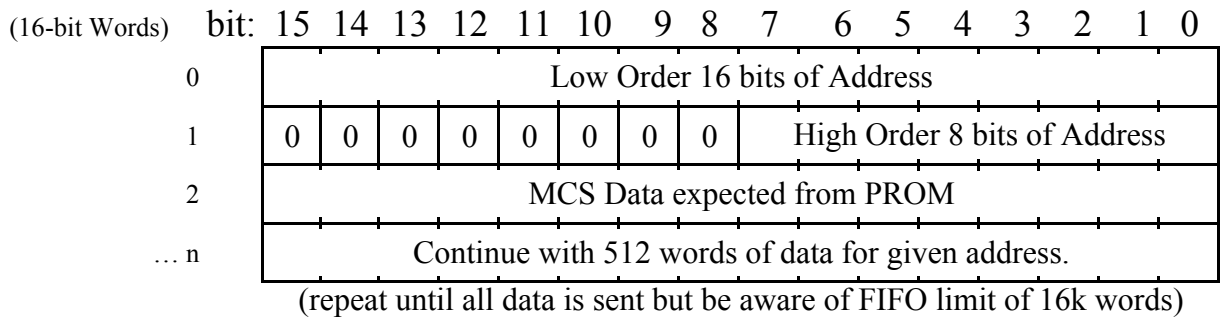 (16-bit Words) bit: 15 14 13 12 11 10 9 8 7 6 5 4 3 2 1 0
0 Low Order 16 bits of Address
1 0 0 0 0 0 0 0 0 High Order 8 bits of Address
2 MCS Data expected from PROM
… n Continue with 512 words of data for given address.
(repeat until all data is sent but be aware of FIFO limit of 16k words)